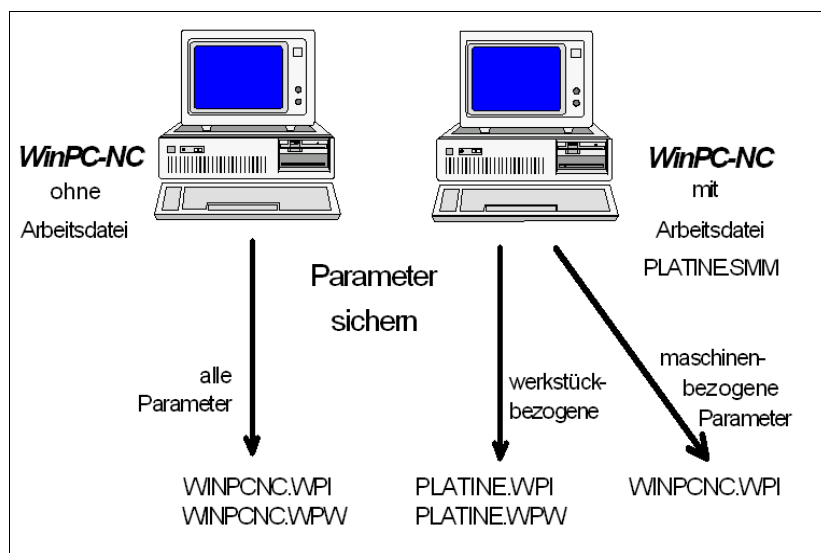 WinPC-NC
ohne
Arbeitsdatei
WinPC-NC
mit
Arbeitsdatei
PLATINE.SMM
Parameter
sichern
alle
Parameter
werkstück-
bezogene
maschinen-
bezogene
Parameter
WINPCNC.WPI
WINPCNC.WPW
PLATINE.WPI
PLATINE.WPW
WINPCNC.WPI